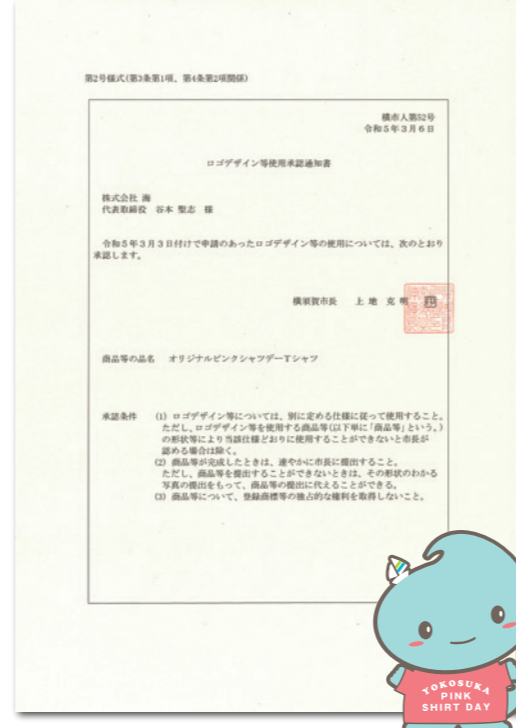 第2号様式(第3条第1項、第4条第2項関係)
横市人第52号
令和5年3月6日
ロゴデザイン等使用承認通知書
株式会社 海
代表取締役 谷本 聖志 様
令和5年3月3日付けで申請のあったロゴデザイン等の使用については、次のとおり
承認します。
横須賀市長 上地 克明 印
商品等の品名 オリジナルピンクシャツデーTシャツ
承認条件 (1) ロゴデザイン等については、別に定める仕様に従って使用すること。
ただし、ロゴデザイン等を使用する商品等(以下単に「商品等」という。)
の形状等により当該仕様どおりに使用することができないと市長が
認める場合は除く。
(2) 商品等が完成したときは、速やかに市長に提出すること。
ただし、商品等を提出することができないときは、その形状のわかる
写真の提出をもって、商品等の提出に代えることができる。
(3) 商品等について、登録商標等の独占的な権利を取得しないこと。
YOKOSUKA
PINK
SHIRT DAY